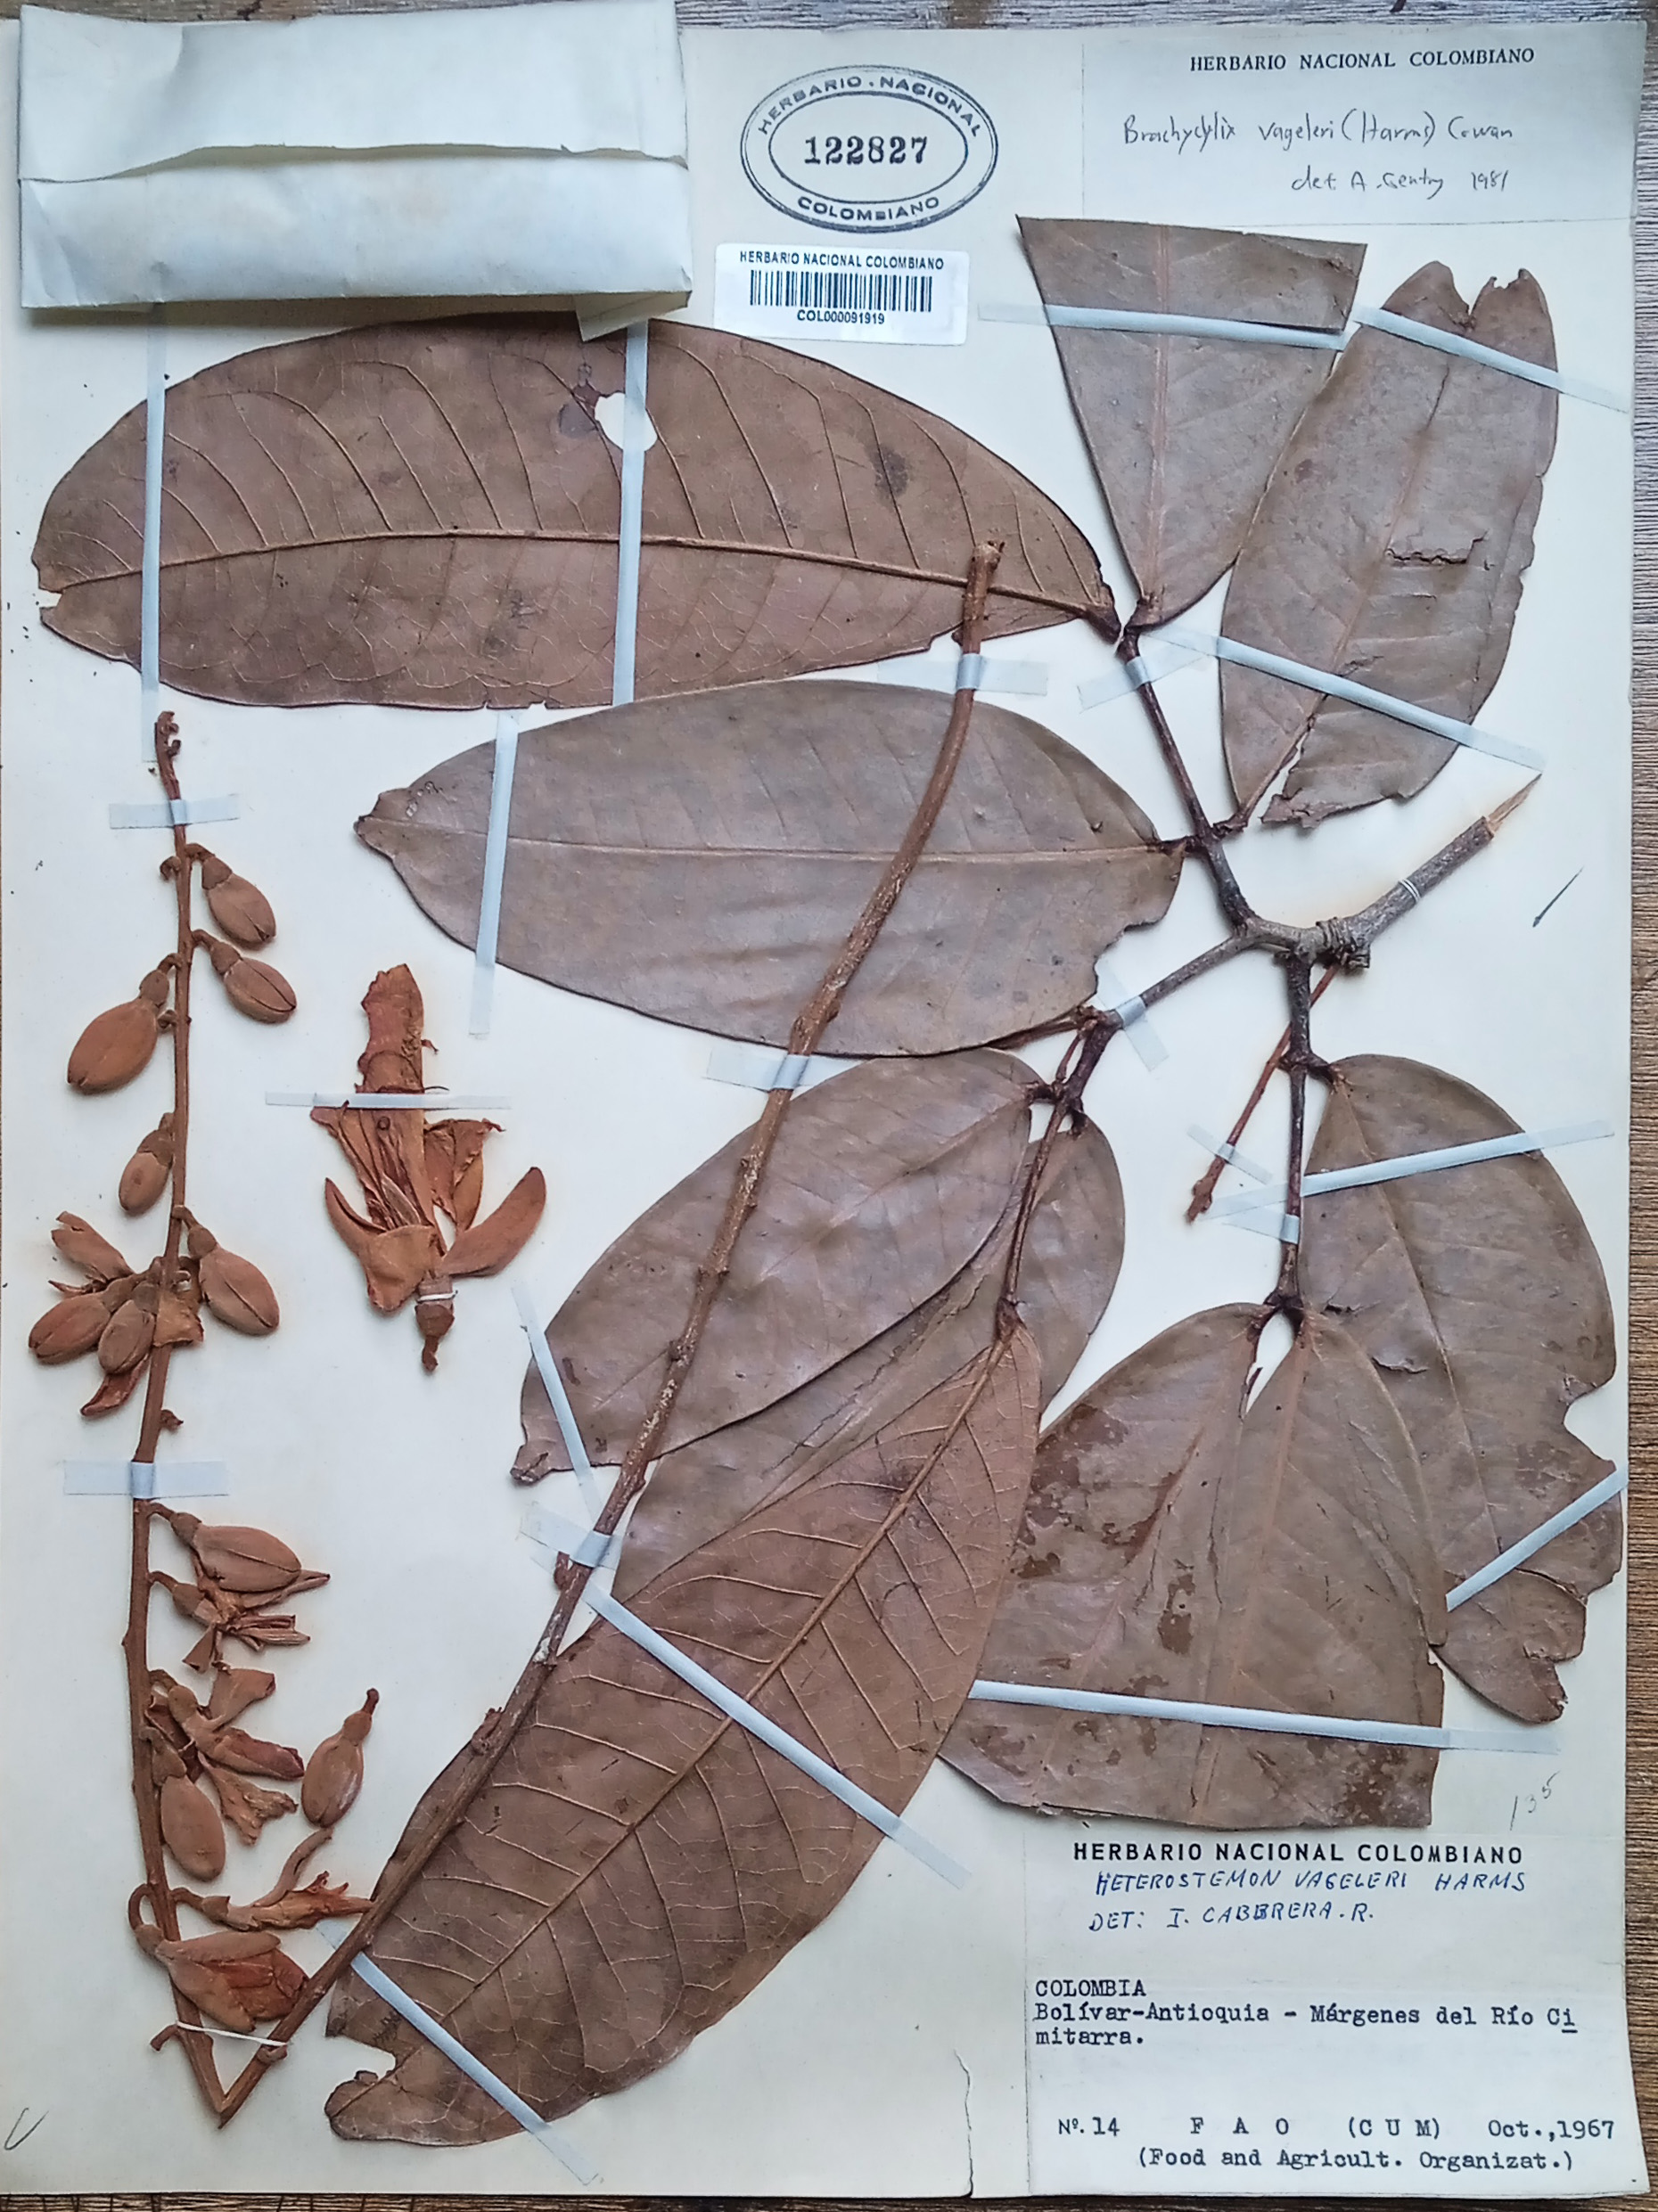 HERBARIO NACIONAL COLOMBIANO
Brachycylix vageleri (Harms) Cowan
det A. Gentry 1981
HERBARIO . NACIONAL
122827
COLOMBIANO
HERBARIO NACIONAL COLOMBIANO
COL000091919
135
HERBARIO NACIONAL COLOMBIANO
HETEROSTEMON VAGELERI HARMS
DET: I. CABBRERA. R.
COLOMBIA
Bolívar-Antioquia - Márgenes del Río Ci
mitarra.
Nº. 14 F A O (C U M) Oct.,1967
(Food and Agricult. Organizat.)